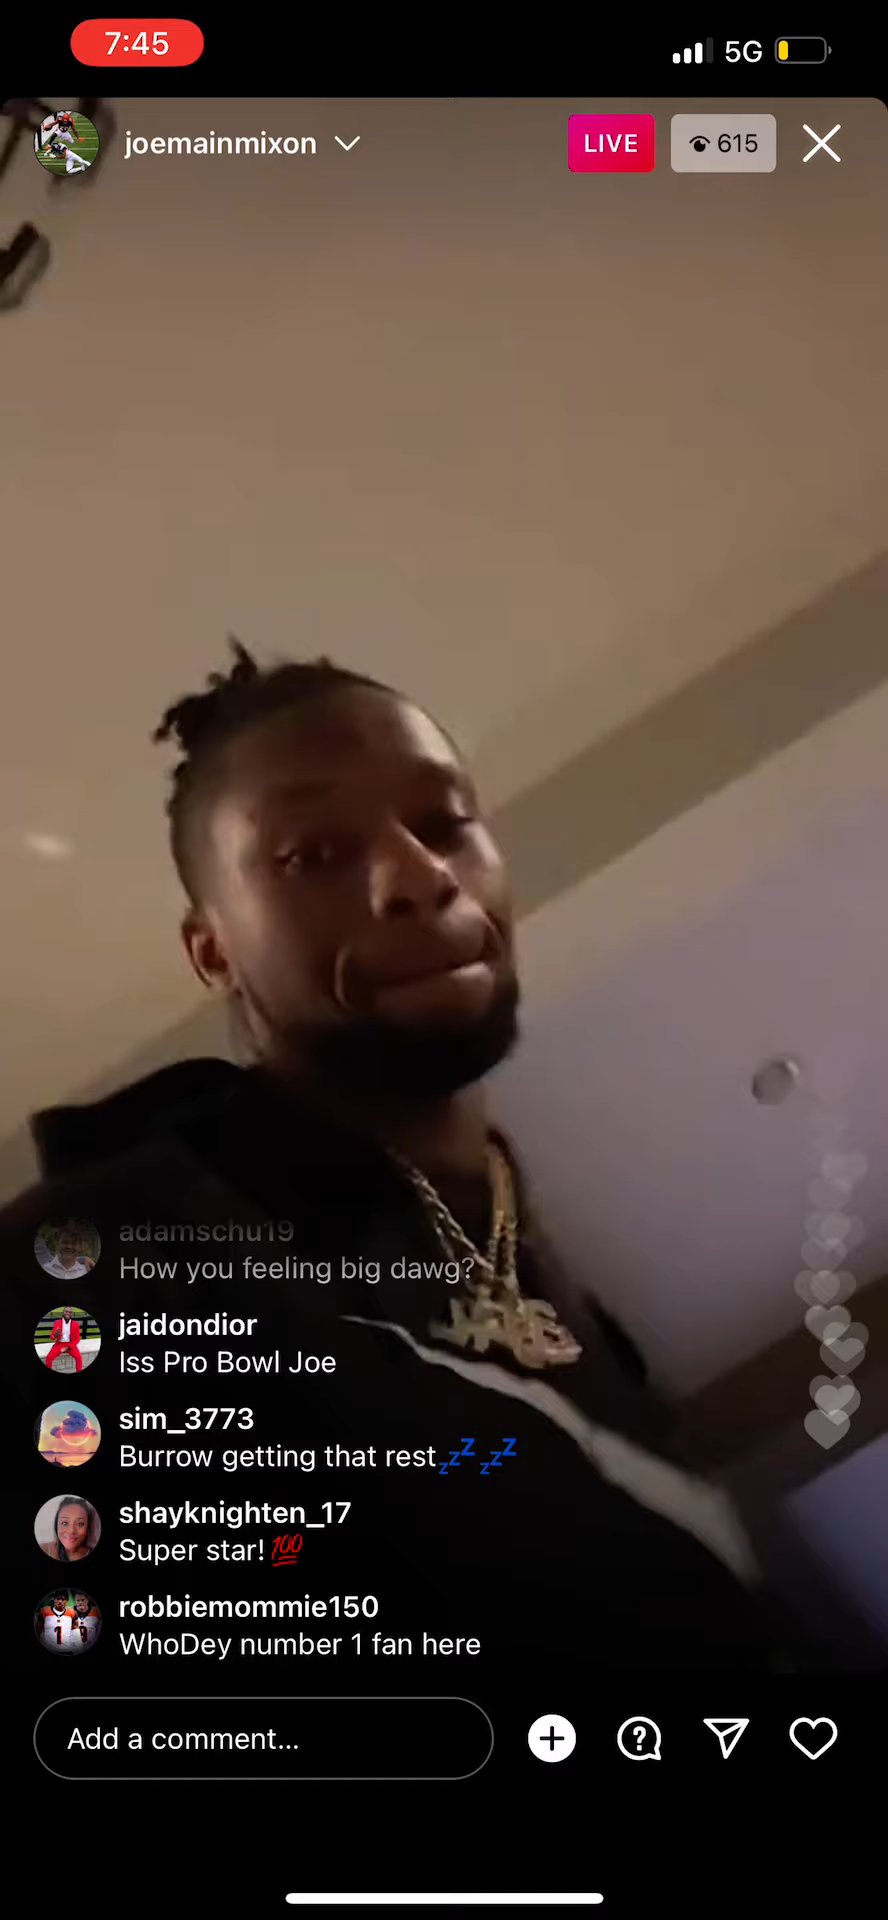 7:45
5G
joemainmixon
LIVE
615
adamschu19
How you feeling big dawg?
jaidondior
Iss Pro Bowl Joe
sim_3773
Burrow getting that rest💤💤
shayknighten_17
Super star!💯
robbiemommie150
WhoDey number 1 fan here
Add a comment...